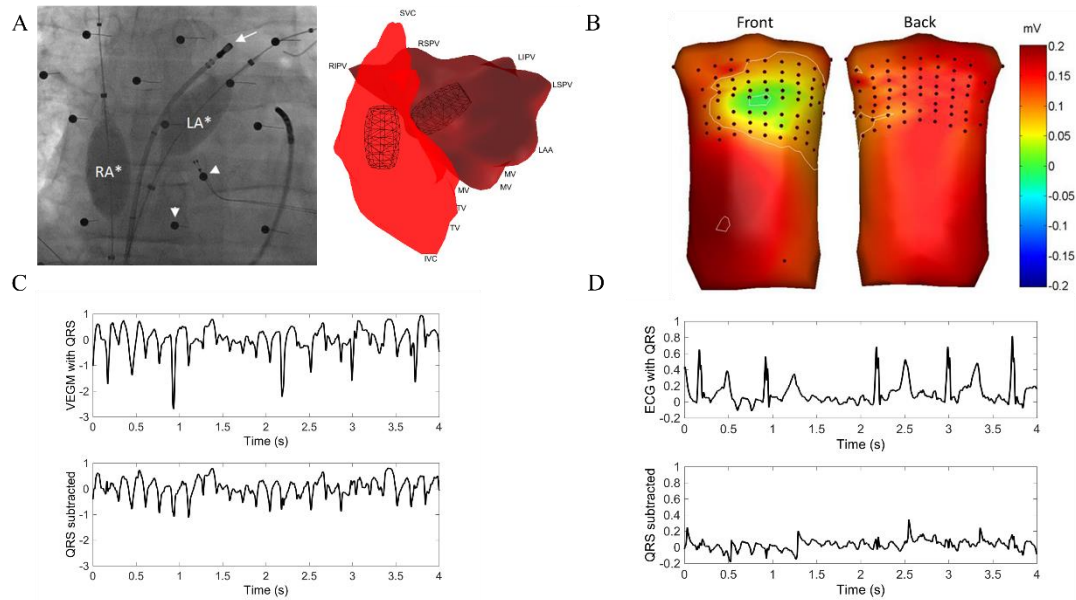 A
LA*
RA*
SVC
RSPV
RIPV
LIPV
LSPV
LAA
MV
MV
MV
TV
TV
IVC
B
Front
Back
mV
0.2
0.15
0.1
0.05
0
-0.05
-0.1
-0.15
-0.2
C
VEGM with QRS
1
0
-1
-2
-3
0 0.5 1 1.5 2 2.5 3 3.5 4
Time (s)
QRS subtracted
1
0
-1
-2
-3
0 0.5 1 1.5 2 2.5 3 3.5 4
Time (s)
D
ECG with QRS
1
0.8
0.6
0.4
0.2
0
-0.2
0 0.5 1 1.5 2 2.5 3 3.5 4
Time (s)
QRS subtracted
1
0.8
0.6
0.4
0.2
0
-0.2
0 0.5 1 1.5 2 2.5 3 3.5 4
Time (s)